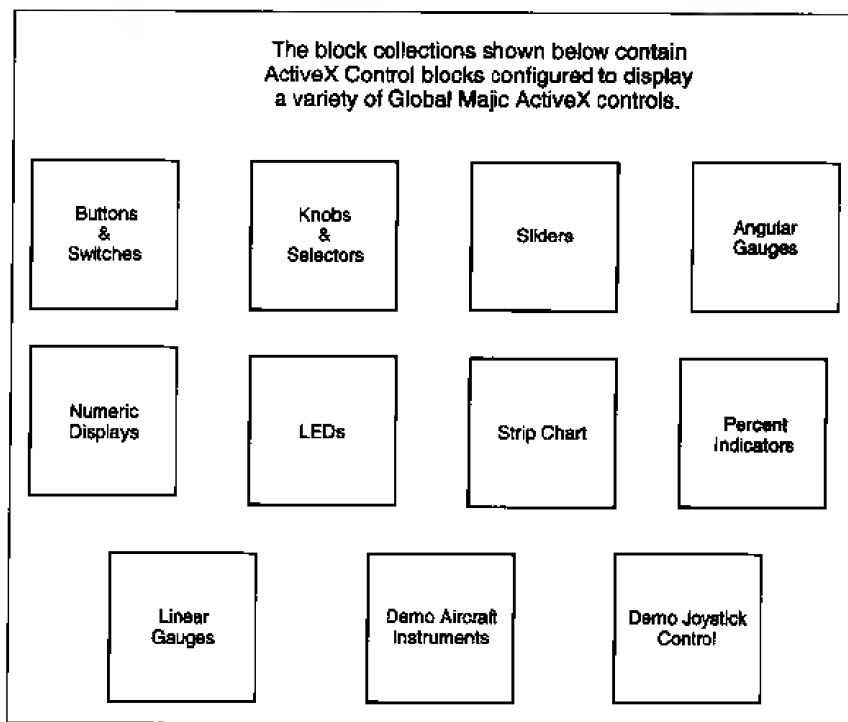 The block collections shown below contain
ActiveX Control blocks configured to display
a variety of Global Majic ActiveX controls.
Buttons
&
Switches
Knobs
&
Selectors
Sliders
Angular
Gauges
Numeric
Displays
LEDs
Strip Chart
Percent
Indicators
Linear
Gauges
Demo Aircraft
Instruments
Demo Joystick
Control